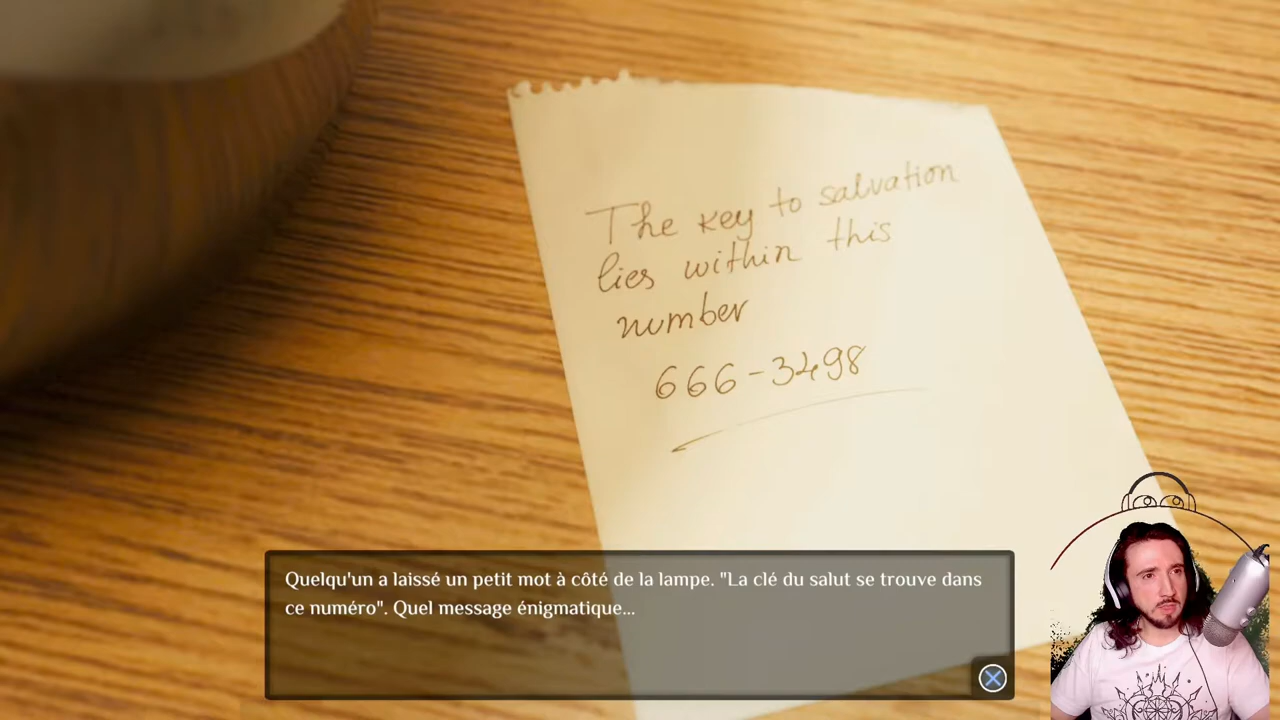 The key to salvation
lies within this
number
666-3498
Quelqu'un a laissé un petit mot à côté de la lampe. "La clé du salut se trouve dans
ce numéro". Quel message énigmatique...